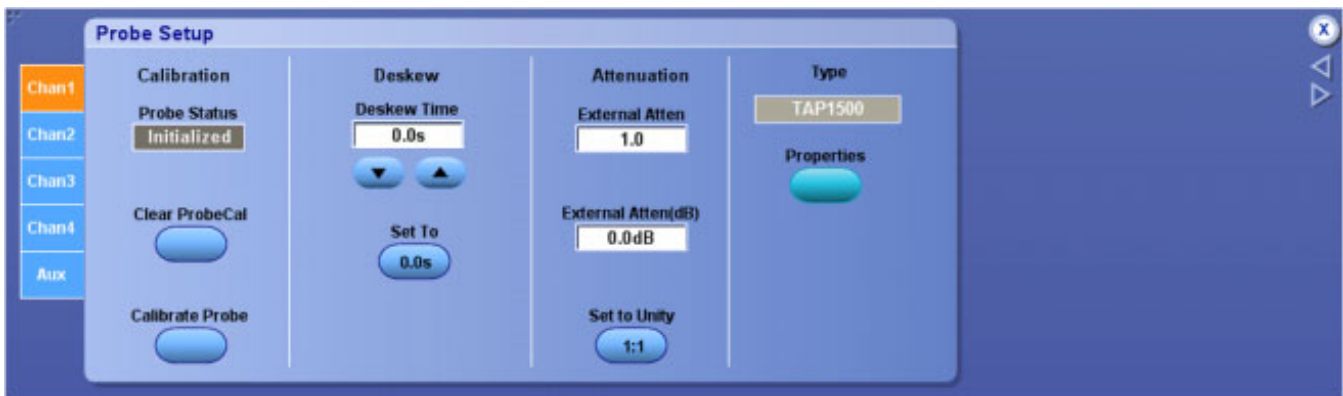 Probe Setup
Chan1
Chan2
Chan3
Chan4
Aux
Calibration
Probe Status
Initialized
Clear ProbeCal
Calibrate Probe
Deskew
Deskew Time
0.0s
Set To
0.0s
Attenuation
External Atten
1.0
External Atten(dB)
0.0dB
Set to Unity
1:1
Type
TAP1500
Properties
X